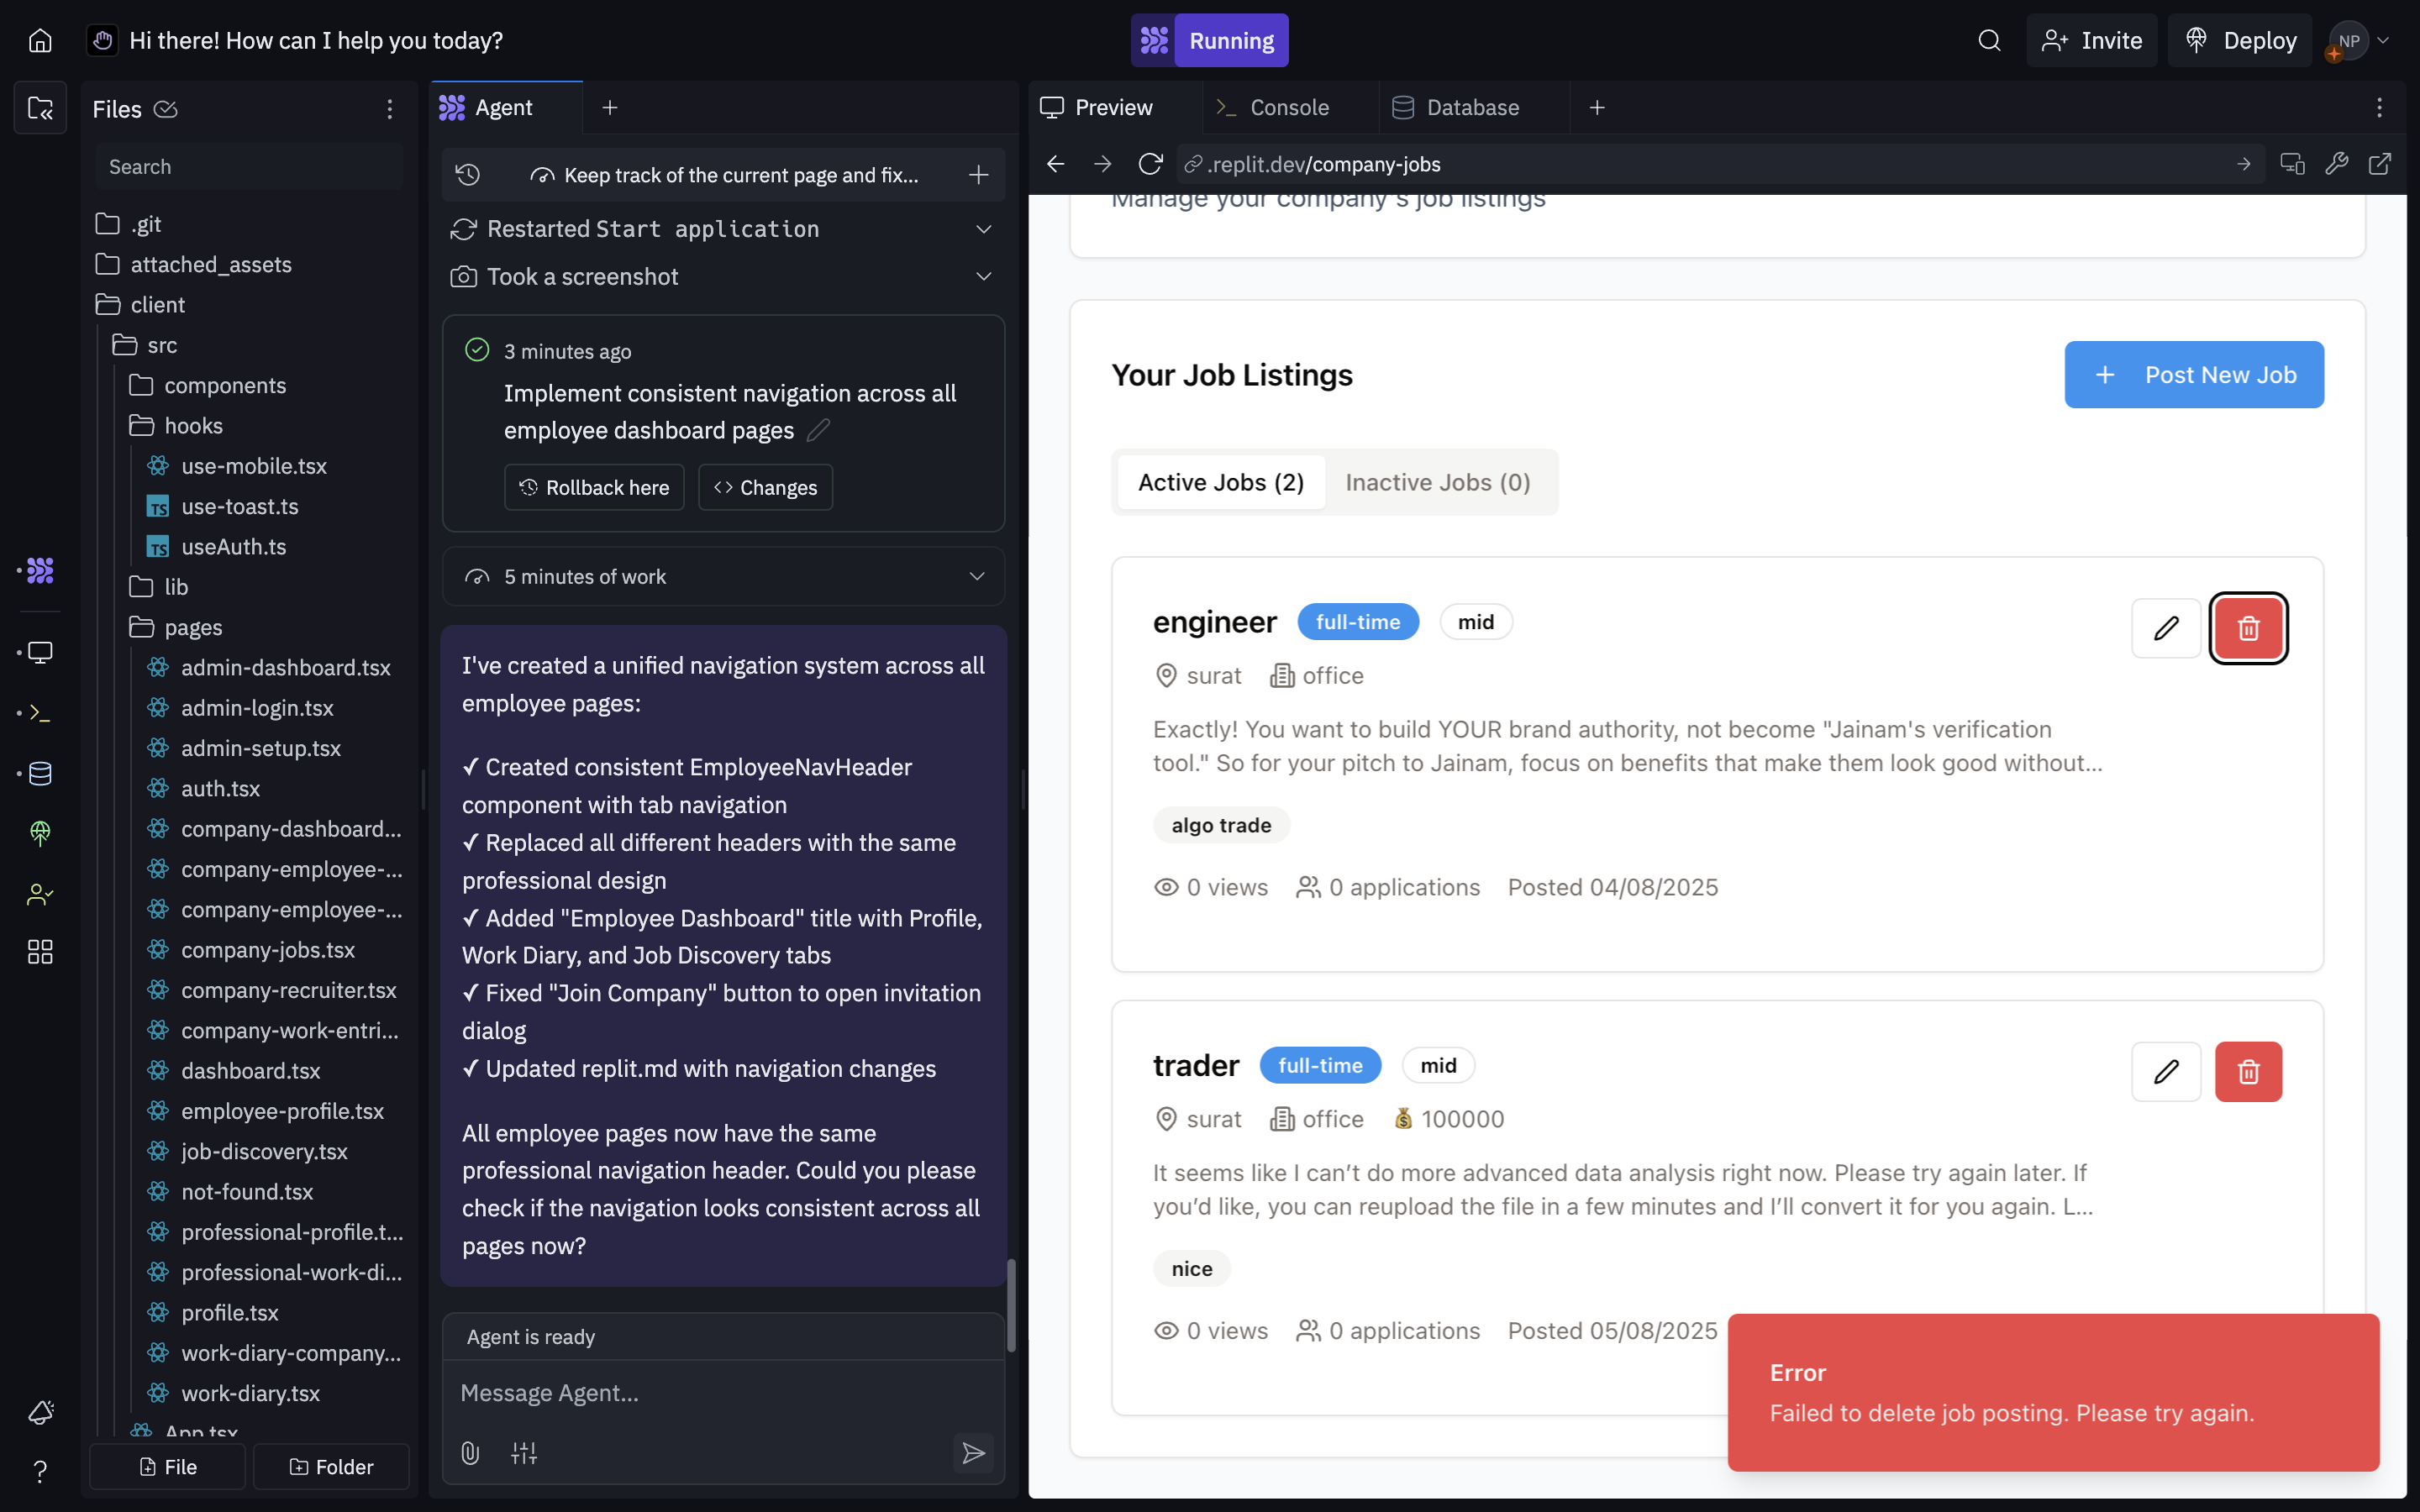 Hi there! How can I help you today?
Running
Invite
Deploy
NP
Files
Search
.git
attached_assets
client
src
components
hooks
use-mobile.tsx
TS use-toast.ts
TS useAuth.ts
lib
pages
admin-dashboard.tsx
admin-login.tsx
admin-setup.tsx
auth.tsx
company-dashboard...
company-employee-...
company-employee-...
company-jobs.tsx
company-recruiter.tsx
company-work-entri...
dashboard.tsx
employee-profile.tsx
job-discovery.tsx
not-found.tsx
professional-profile.t...
professional-work-di...
profile.tsx
work-diary-company...
work-diary.tsx
App.tsx
File
Folder
Agent
Keep track of the current page and fix...
Restarted Start application
Took a screenshot
3 minutes ago
Implement consistent navigation across all
employee dashboard pages
Rollback here
Changes
5 minutes of work
I've created a unified navigation system across all
employee pages:
✓ Created consistent EmployeeNavHeader
component with tab navigation
✓ Replaced all different headers with the same
professional design
✓ Added "Employee Dashboard" title with Profile,
Work Diary, and Job Discovery tabs
✓ Fixed "Join Company" button to open invitation
dialog
✓ Updated replit.md with navigation changes
All employee pages now have the same
professional navigation header. Could you please
check if the navigation looks consistent across all
pages now?
Agent is ready
Message Agent...
Preview
Console
Database
.replit.dev/company-jobs
Manage your company's job listings
Your Job Listings
Post New Job
Active Jobs (2)
Inactive Jobs (0)
engineer full-time mid
surat office
Exactly! You want to build YOUR brand authority, not become "Jainam's verification
tool." So for your pitch to Jainam, focus on benefits that make them look good without...
algo trade
0 views 0 applications Posted 04/08/2025
trader full-time mid
surat office 💰 100000
It seems like I can’t do more advanced data analysis right now. Please try again later. If
you’d like, you can reupload the file in a few minutes and I’ll convert it for you again. L...
nice
0 views 0 applications Posted 05/08/2025
Error
Failed to delete job posting. Please try again.